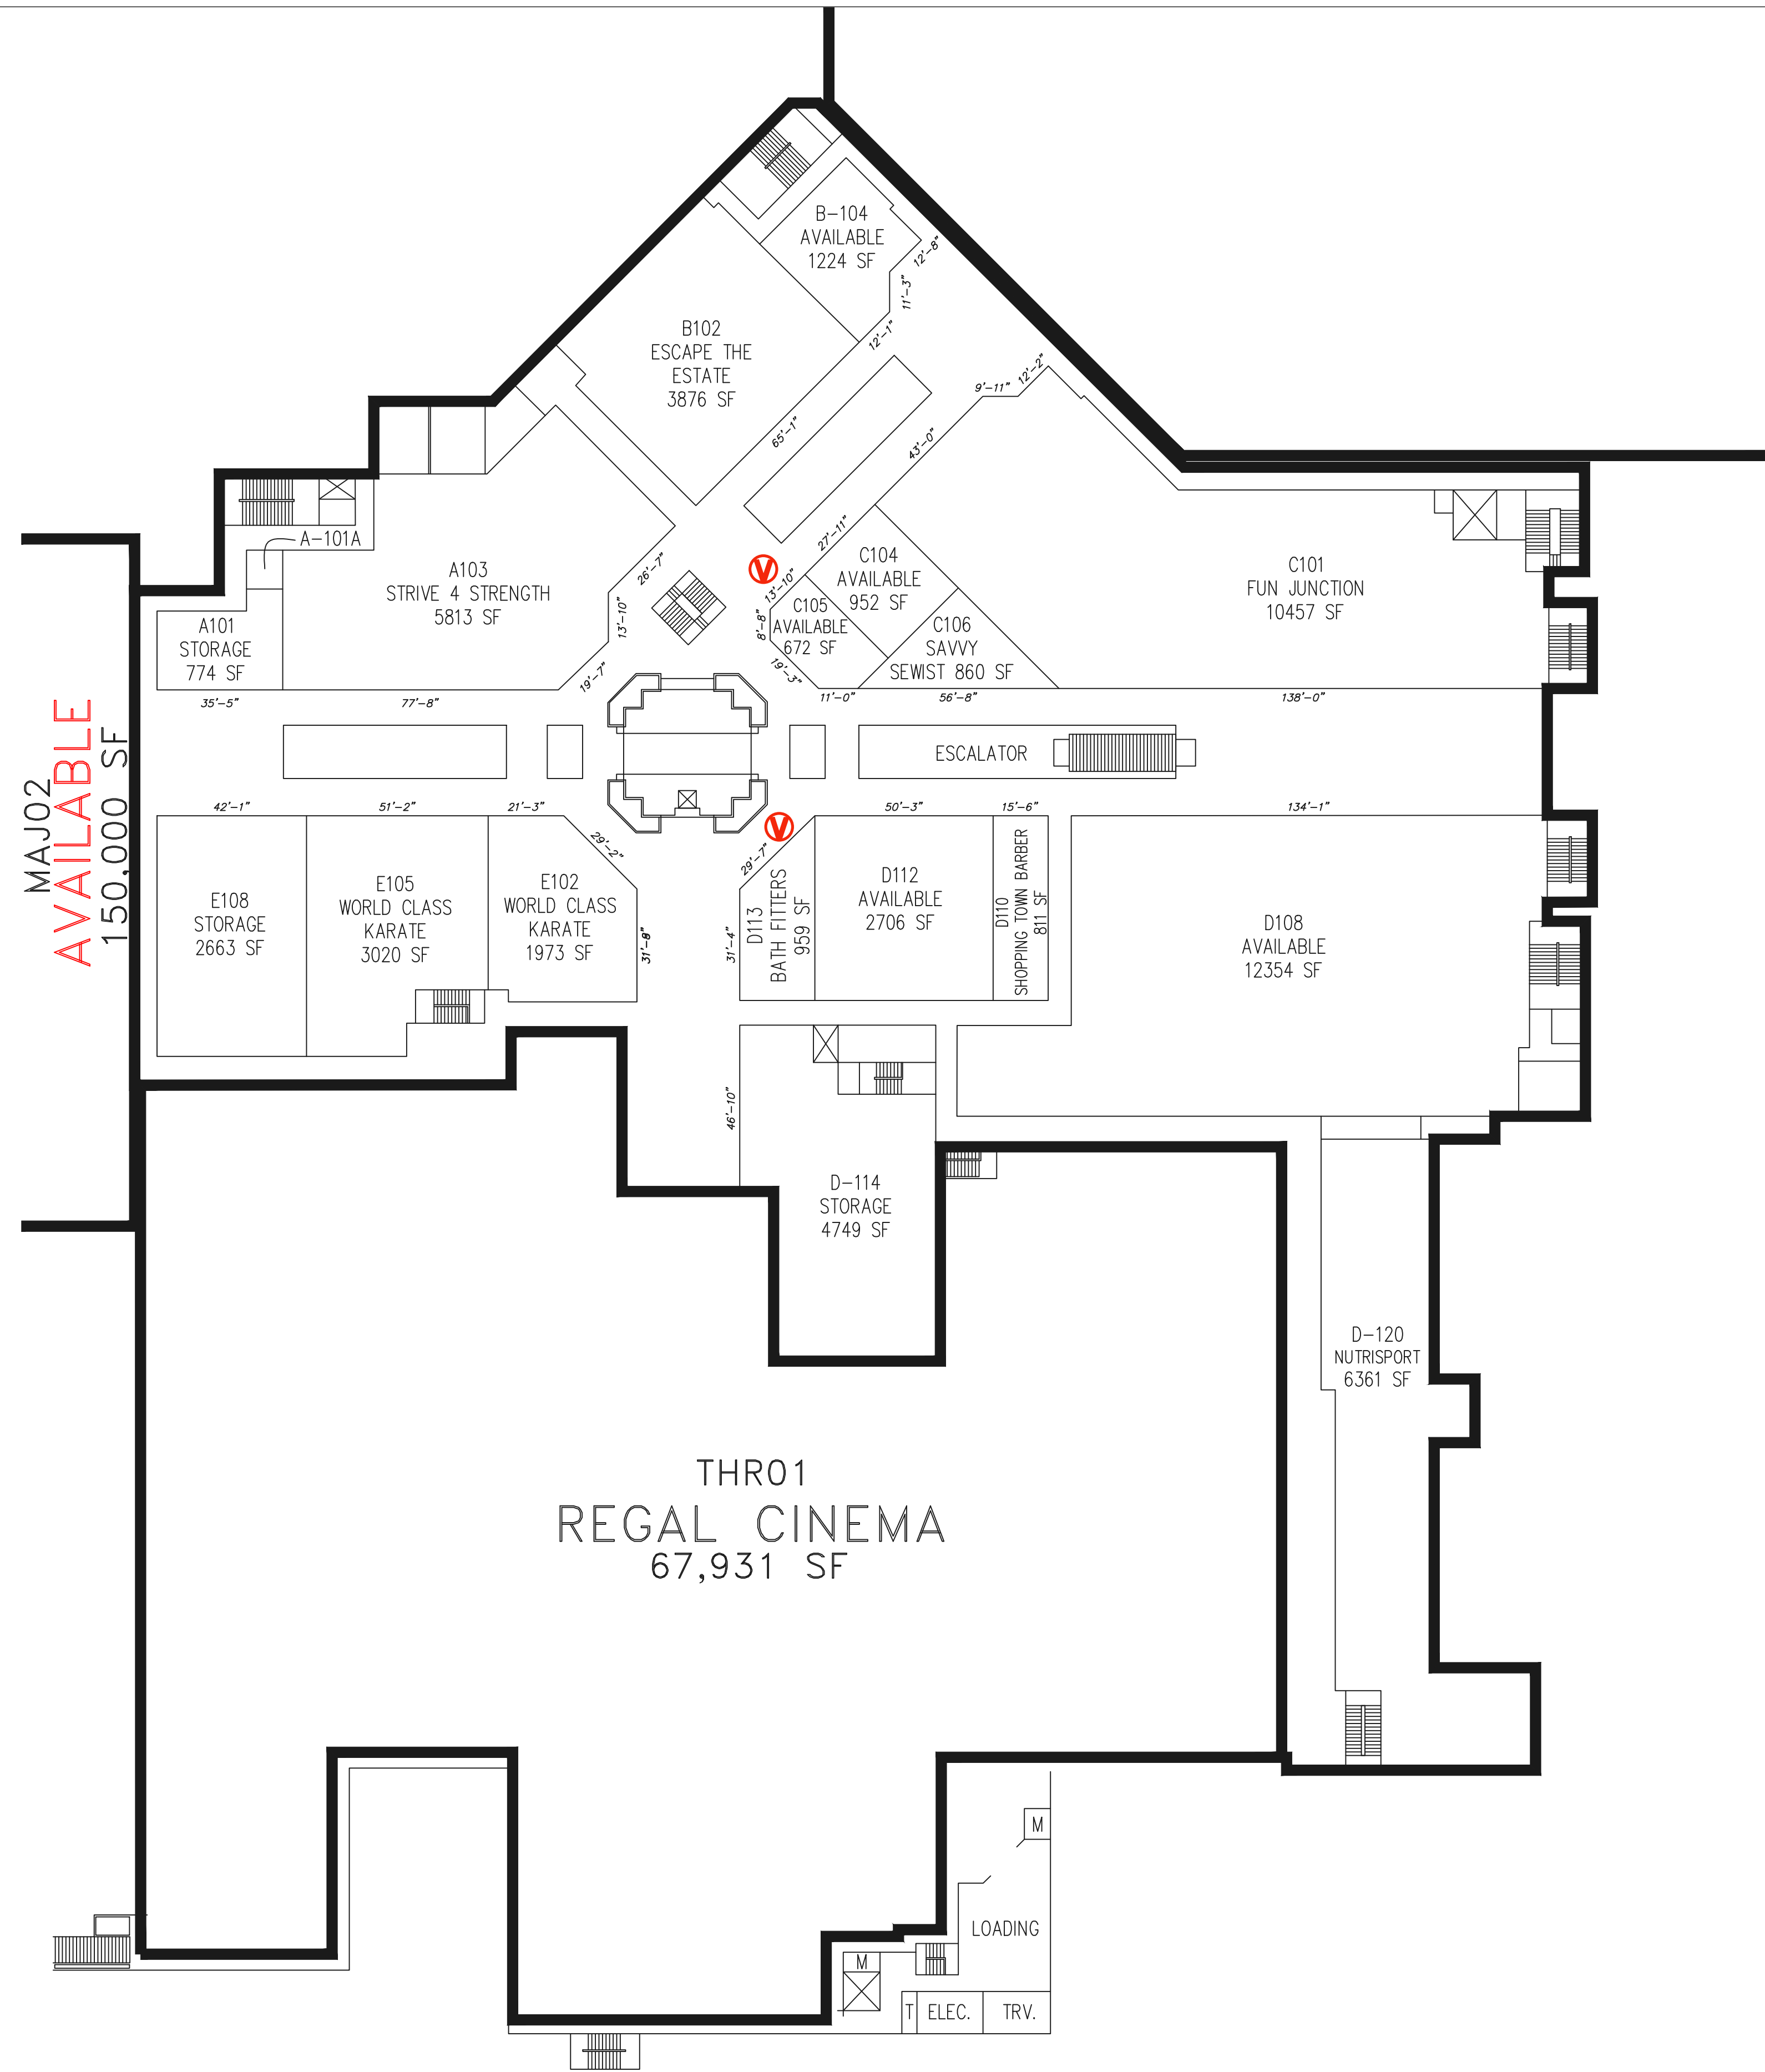 B-104
AVAILABLE
1224 SF
12'-8"
11'-3"
12'-1"
B102
ESCAPE THE
ESTATE
3876 SF
65'-1"
9'-11"
12'-2"
43'-0"
27'-11"
A-101A
A103
STRIVE 4 STRENGTH
5813 SF
26'-7"
13'-10"
19'-7"
V
C104
AVAILABLE
952 SF
13'-10"
8'-8"
C105
AVAILABLE
672 SF
19'-3"
C106
SAVVY
SEWIST 860 SF
C101
FUN JUNCTION
10457 SF
A101
STORAGE
774 SF
35'-5"
77'-8"
11'-0"
56'-8"
138'-0"
MAJ02
AVAILABLE
150,000 SF
ESCALATOR
42'-1"
51'-2"
21'-3"
29'-2"
V
50'-3"
15'-6"
134'-1"
29'-7"
E108
STORAGE
2663 SF
E105
WORLD CLASS
KARATE
3020 SF
E102
WORLD CLASS
KARATE
1973 SF
31'-8"
31'-4"
D113
BATH FITTERS
959 SF
D112
AVAILABLE
2706 SF
D110
SHOPPING TOWN BARBER
811 SF
D108
AVAILABLE
12354 SF
46'-10"
D-114
STORAGE
4749 SF
D-120
NUTRISPORT
6361 SF
THR01
REGAL CINEMA
67,931 SF
M
LOADING
M
T
ELEC.
TRV.